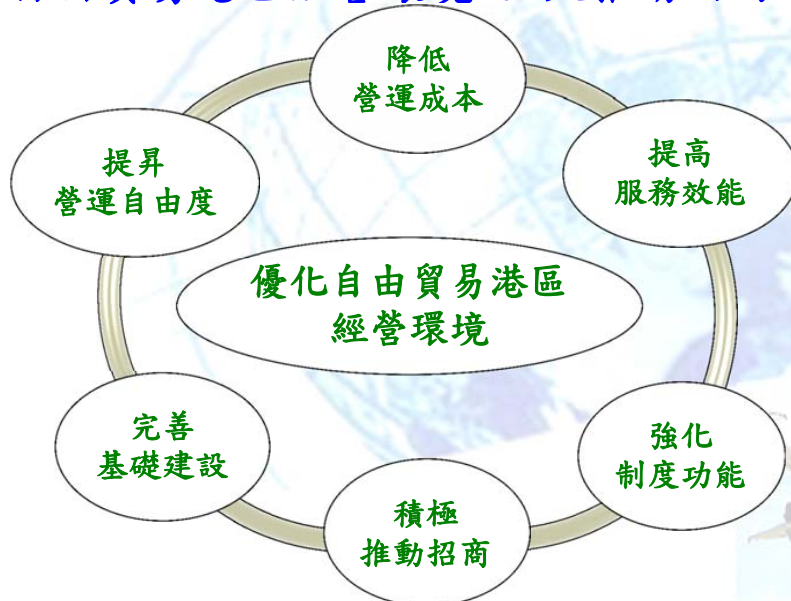 降低
營運成本
提昇
營運自由度
提高
服務效能
優化自由貿易港區
經營環境
完善
基礎建設
強化
制度功能
積極
推動招商